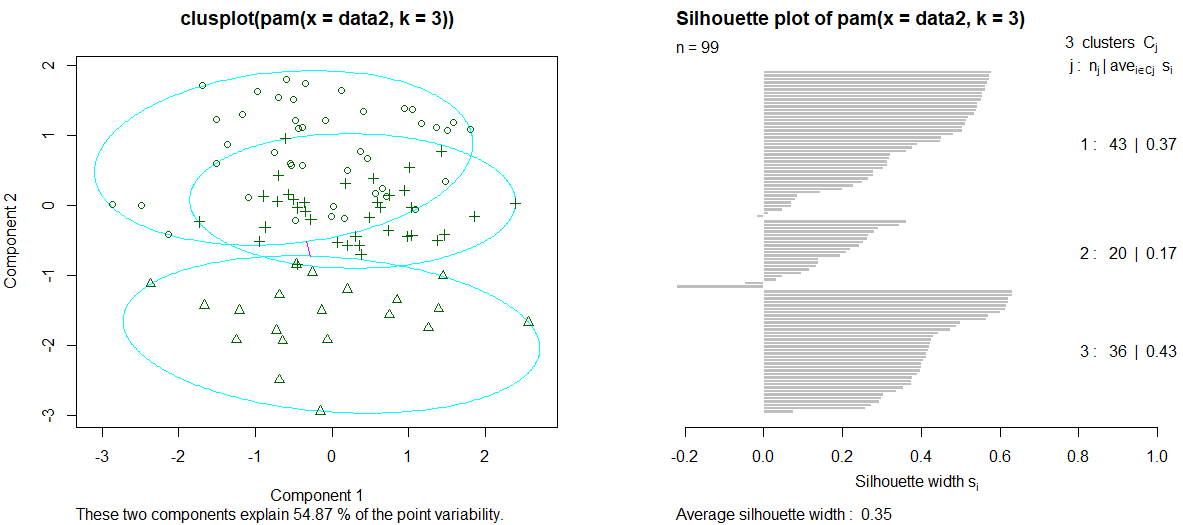 clusplot(pam(x = data2, k = 3))
Component 2
2
1
0
-1
-2
-3
-3
-2
-1
0
1
2
Component 1
These two components explain 54.87 % of the point variability.
Silhouette plot of pam(x = data2, k = 3)
n = 99
3 clusters Cj
j : nj | avei∈Cj si
1 : 43 | 0.37
2 : 20 | 0.17
3 : 36 | 0.43
-0.2
0.0
0.2
0.4
0.6
0.8
1.0
Silhouette width si
Average silhouette width : 0.35